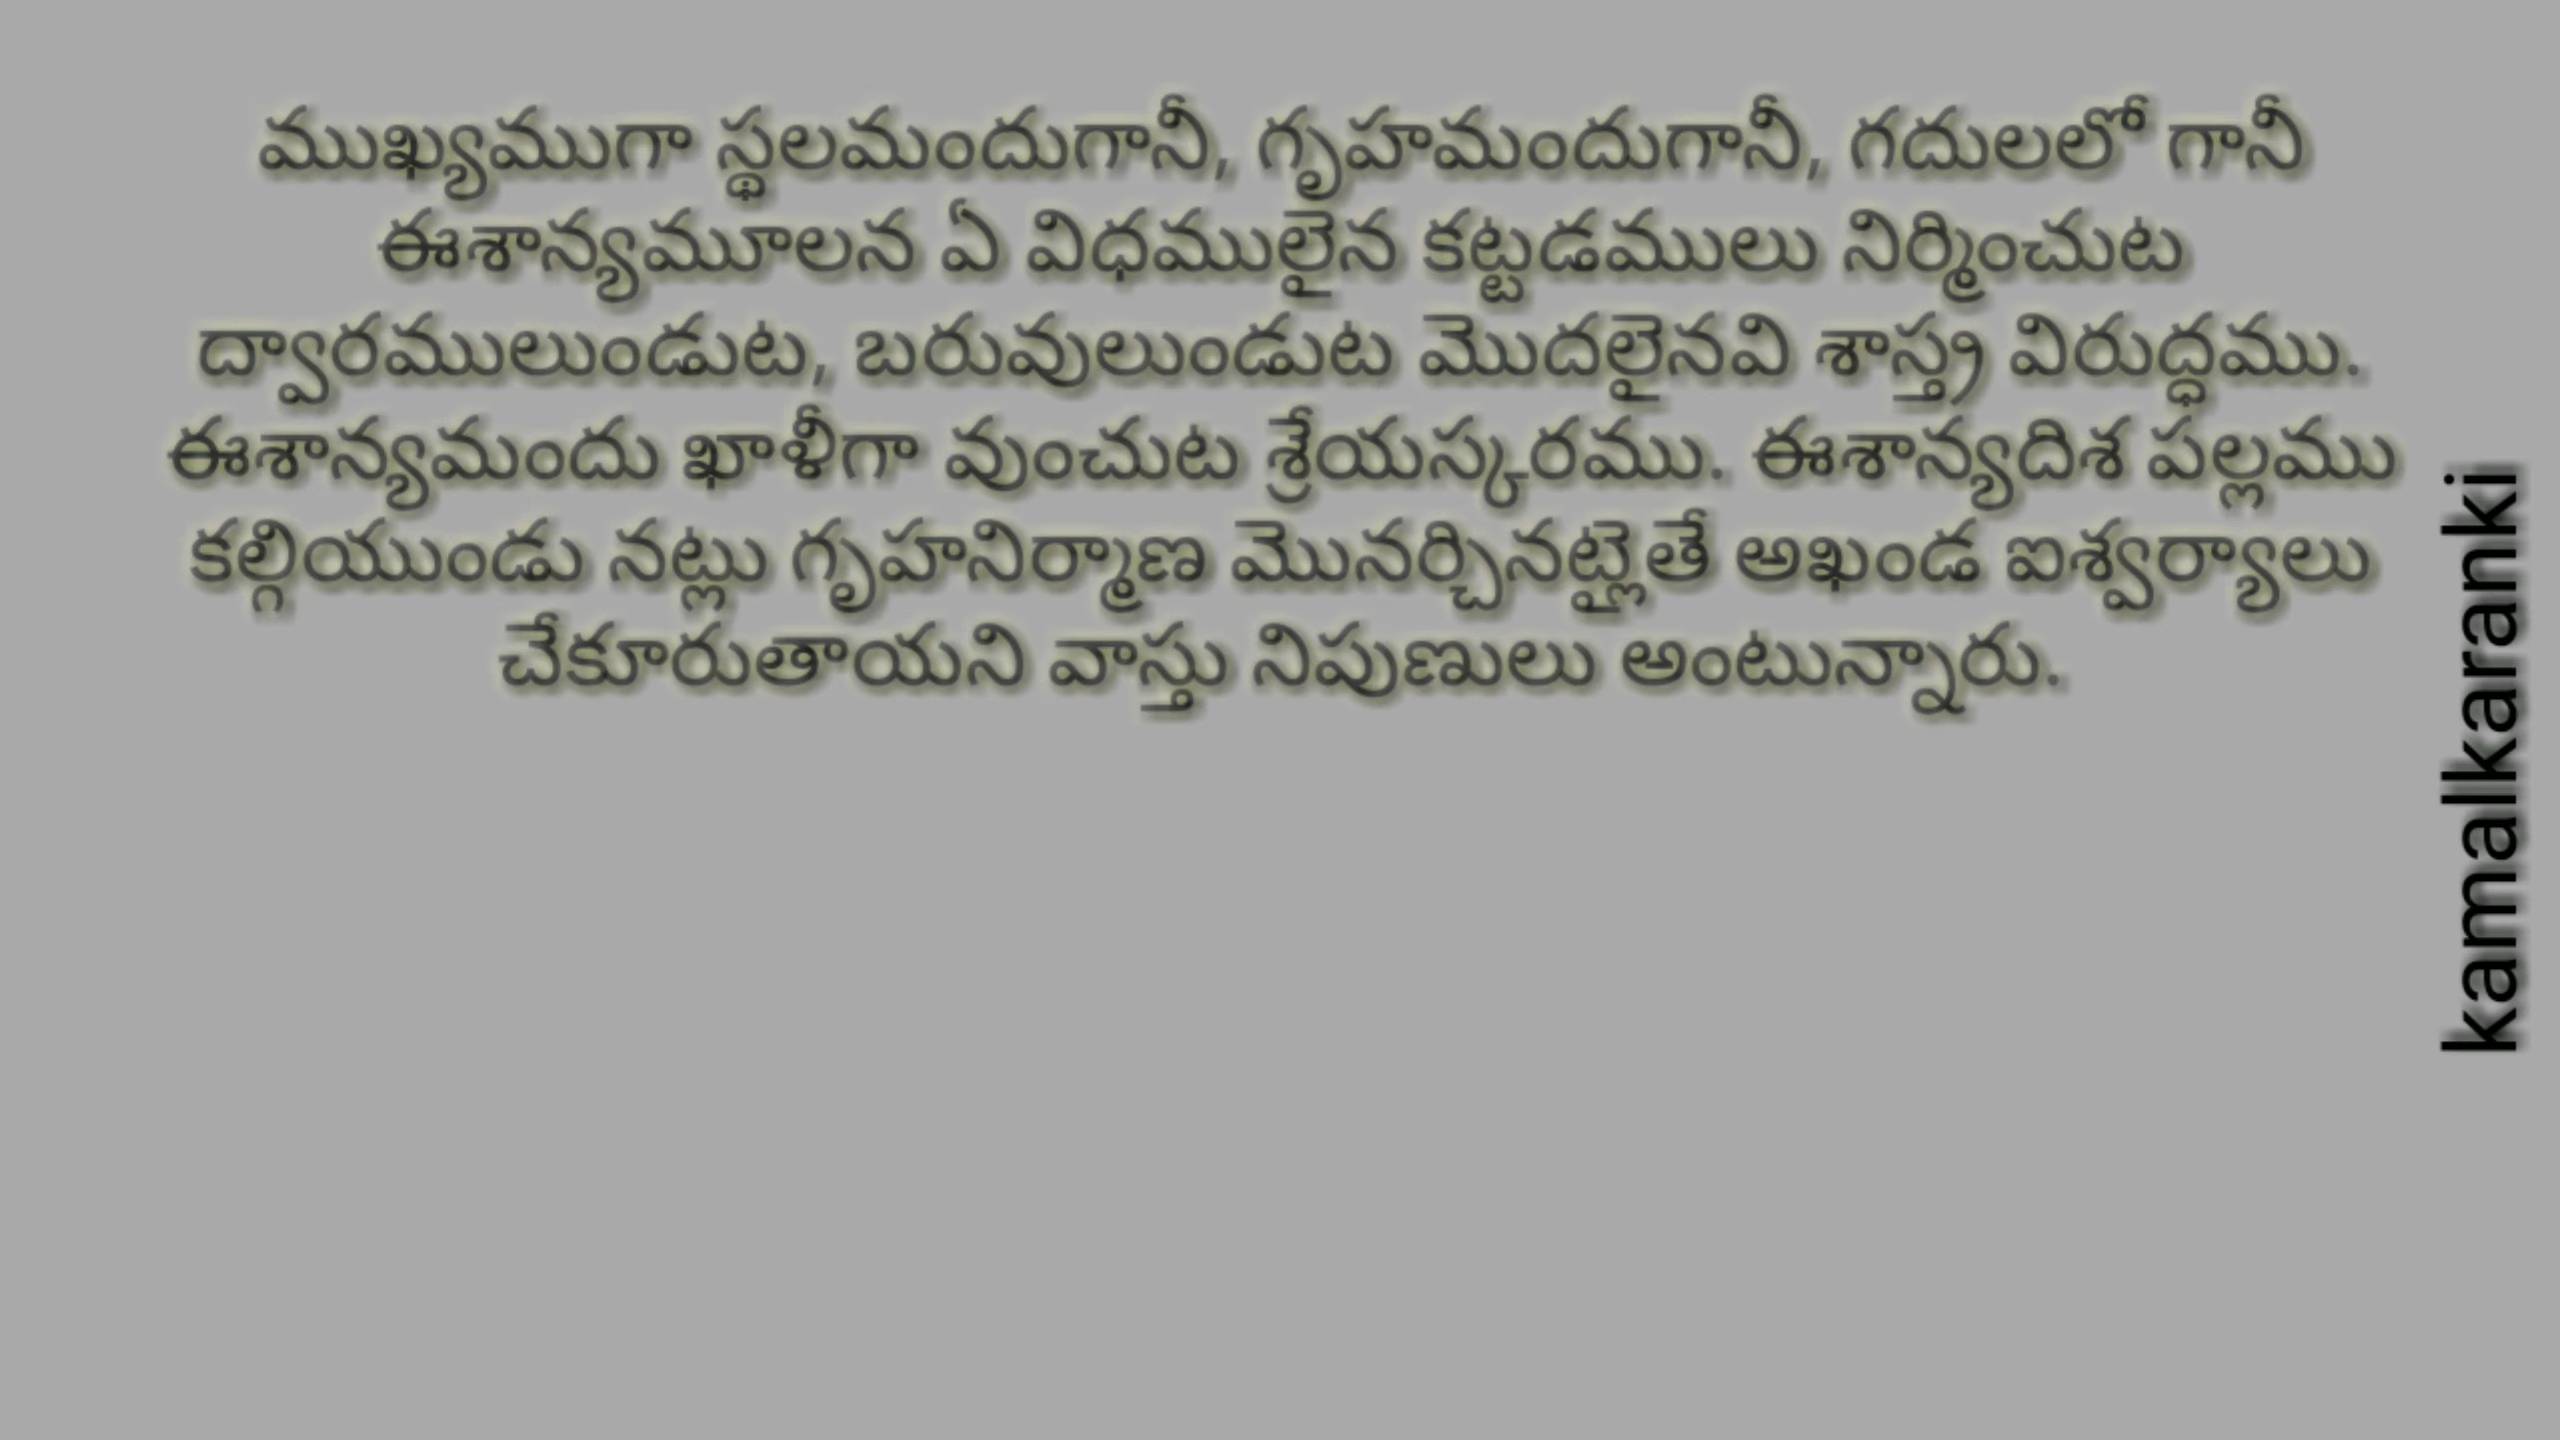 ముఖ్యముగా స్థలమందుగానీ, గృహమందుగానీ, గదులలో గానీ
ఈశాన్యమూలన ఏ విధములైన కట్టడములు నిర్మించుట
ద్వారములుండుట, బరువులుండుట మొదలైనవి శాస్త్ర విరుద్ధము.
ఈశాన్యమందు ఖాళీగా వుంచుట శ్రేయస్కరము. ఈశాన్యదిశ పల్లము
కల్గియుండు నట్లు గృహనిర్మాణ మొనర్చినట్లైతే అఖండ ఐశ్వర్యాలు
చేకూరుతాయని వాస్తు నిపుణులు అంటున్నారు.
kamalkaranki